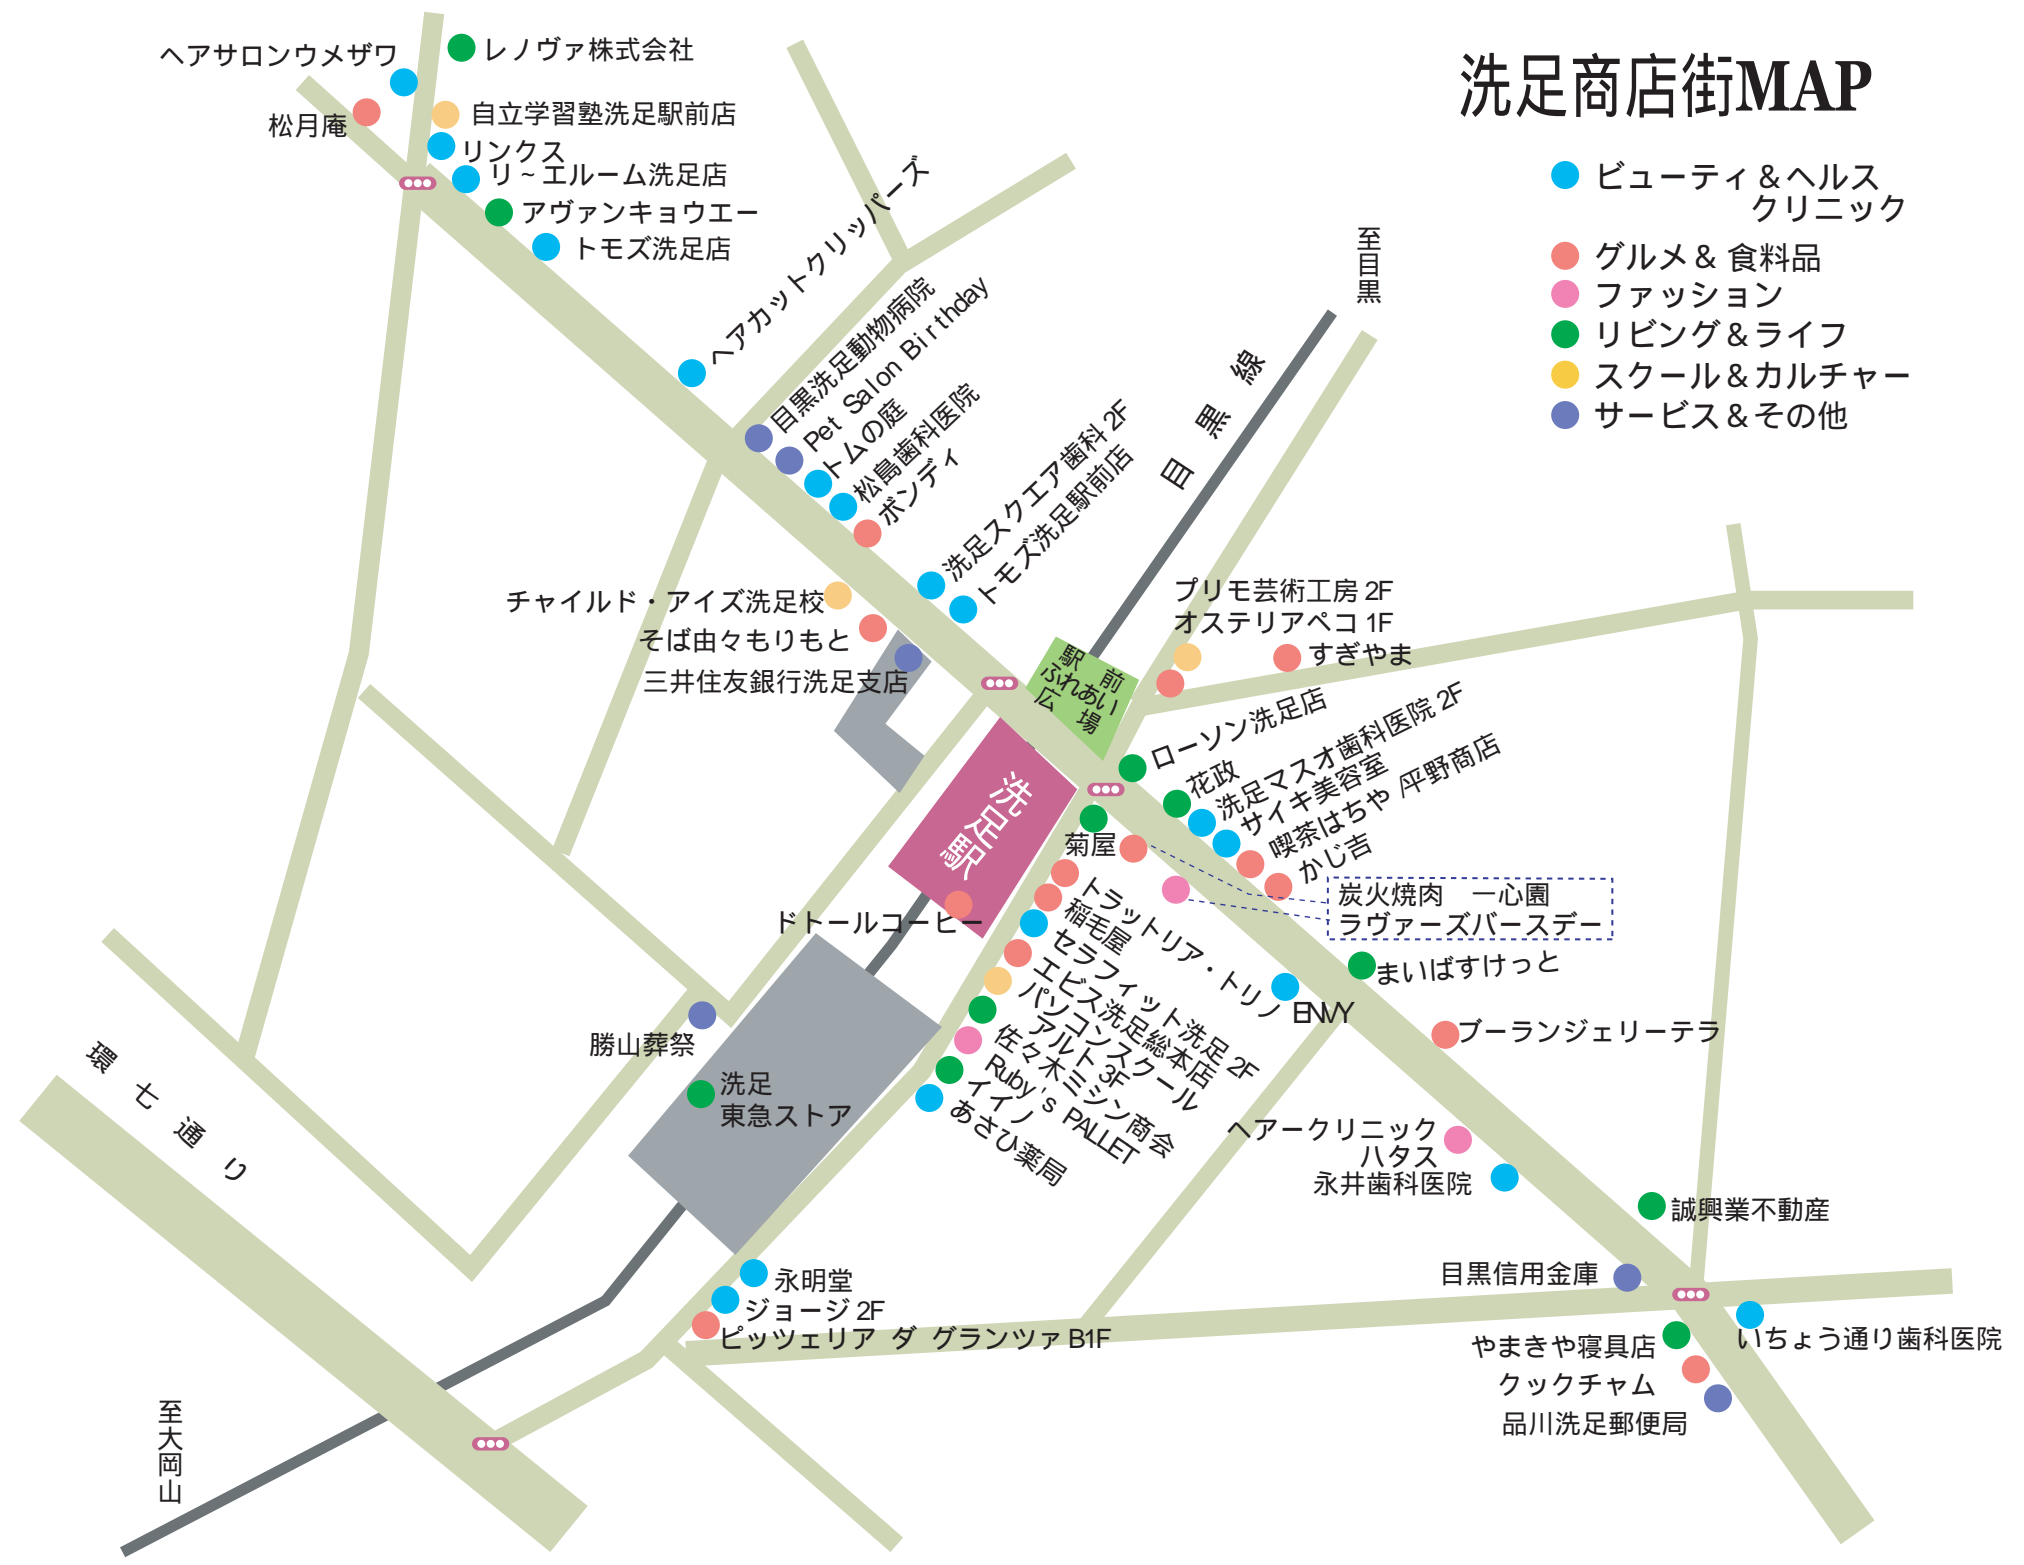 洗足商店街MAP
ビューティ＆ヘルス
クリニック
グルメ＆ 食料品
ファッション
リビング＆ライフ
スクール＆カルチャー
サービス＆その他
ヘアサロンウメザワ
レノヴァ株式会社
松月庵
自立学習塾洗足駅前店
リンクス
リ～エルーム洗足店
アヴァンキョウエー
トモズ洗足店
ヘアカットクリッパーズ
目黒洗足動物病院
Pet Salon Birthday
トムの庭
松島歯科医院
ボンディ
洗足スクエア歯科 2F
トモズ洗足駅前店
至目黒
目黒線
チャイルド・アイズ洗足校
そば由々もりもと
三井住友銀行洗足支店
駅前
ふれあい
広場
プリモ芸術工房 2F
オステリアペコ 1F
すぎやま
ローソン洗足店
花政
洗足マスオ歯科医院 2F
サイキ美容室
喫茶はちや /平野商店
かじ吉
洗足駅
菊屋
ドトールコーヒー
炭火焼肉　一心園
ラヴァーズバースデー
トラットリア・トリノ
稲毛屋
セラフィット洗足 2F
エビス洗足総本店
パソコンスクール
アルト 3F
佐々木ミシン商会
Ruby's PALLET
イイノ
あさひ薬局
ENVY
まいばすけっと
ブーランジェリーテラ
勝山葬祭
洗足
東急ストア
環七通り
ヘアークリニック
ハタス
永井歯科医院
誠興業不動産
目黒信用金庫
いちょう通り歯科医院
やまきや寝具店
クックチャム
品川洗足郵便局
永明堂
ジョージ 2F
ピッツェリア ダ グランツァ B1F
至大岡山